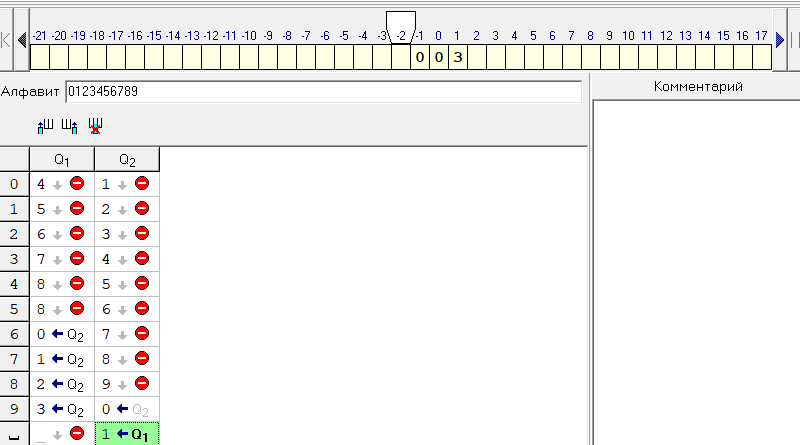 -21 -20 -19 -18 -17 -16 -15 -14 -13 -12 -11 -10 -9 -8 -7 -6 -5 -4 -3 -2 -1 0 1 2 3 4 5 6 7 8 9 10 11 12 13 14 15 16 17
0 0 3
Алфавит 0123456789
Комментарий
Q1 Q2
0 4 1
1 5 2
2 6 3
3 7 4
4 8 5
5 8 6
6 0 Q2 7
7 1 Q2 8
8 2 Q2 9
9 3 Q2 0 Q2
_ 1 Q1